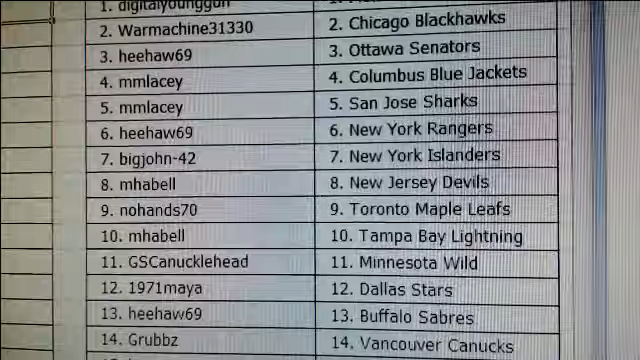 1. digitalyounggun
2. Warmachine31330 2. Chicago Blackhawks
3. heehaw69 3. Ottawa Senators
4. mmlacey 4. Columbus Blue Jackets
5. mmlacey 5. San Jose Sharks
6. heehaw69 6. New York Rangers
7. bigjohn-42 7. New York Islanders
8. mhabell 8. New Jersey Devils
9. nohands70 9. Toronto Maple Leafs
10. mhabell 10. Tampa Bay Lightning
11. GSCanucklehead 11. Minnesota Wild
12. 1971maya 12. Dallas Stars
13. heehaw69 13. Buffalo Sabres
14. Grubbz 14. Vancouver Canucks